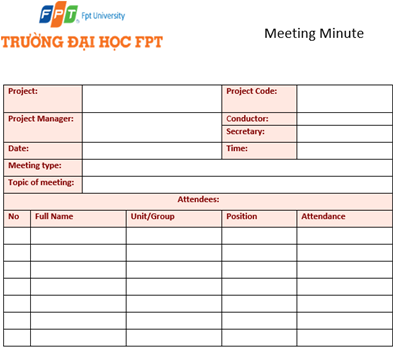 FPT Fpt University
TRƯỜNG ĐẠI HỌC FPT
Meeting Minute
Project: Project Code:
Project Manager: Conductor:
Secretary:
Date: Time:
Meeting type:
Topic of meeting:
Attendees:
No Full Name Unit/Group Position Attendance